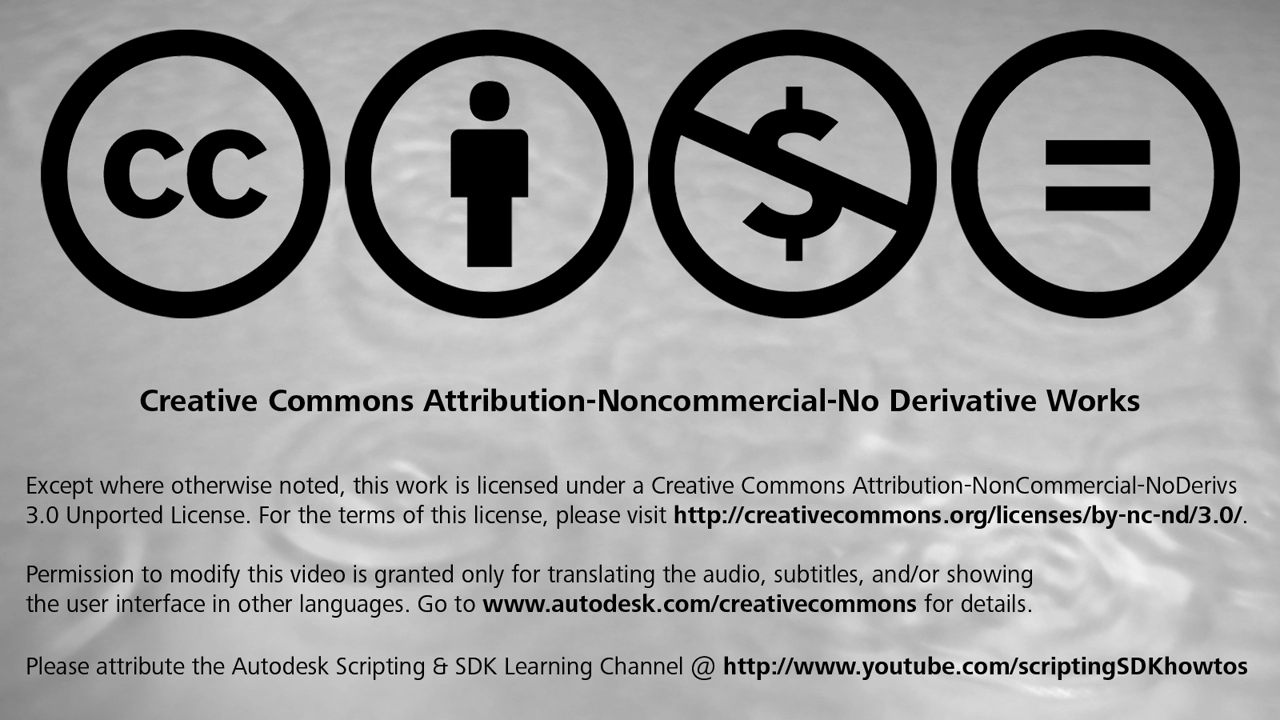 cc $ =
Creative Commons Attribution-Noncommercial-No Derivative Works
Except where otherwise noted, this work is licensed under a Creative Commons Attribution-NonCommercial-NoDerivs
3.0 Unported License. For the terms of this license, please visit http://creativecommons.org/licenses/by-nc-nd/3.0/.
Permission to modify this video is granted only for translating the audio, subtitles, and/or showing
the user interface in other languages. Go to www.autodesk.com/creativecommons for details.
Please attribute the Autodesk Scripting & SDK Learning Channel @ http://www.youtube.com/scriptingSDKhowtos